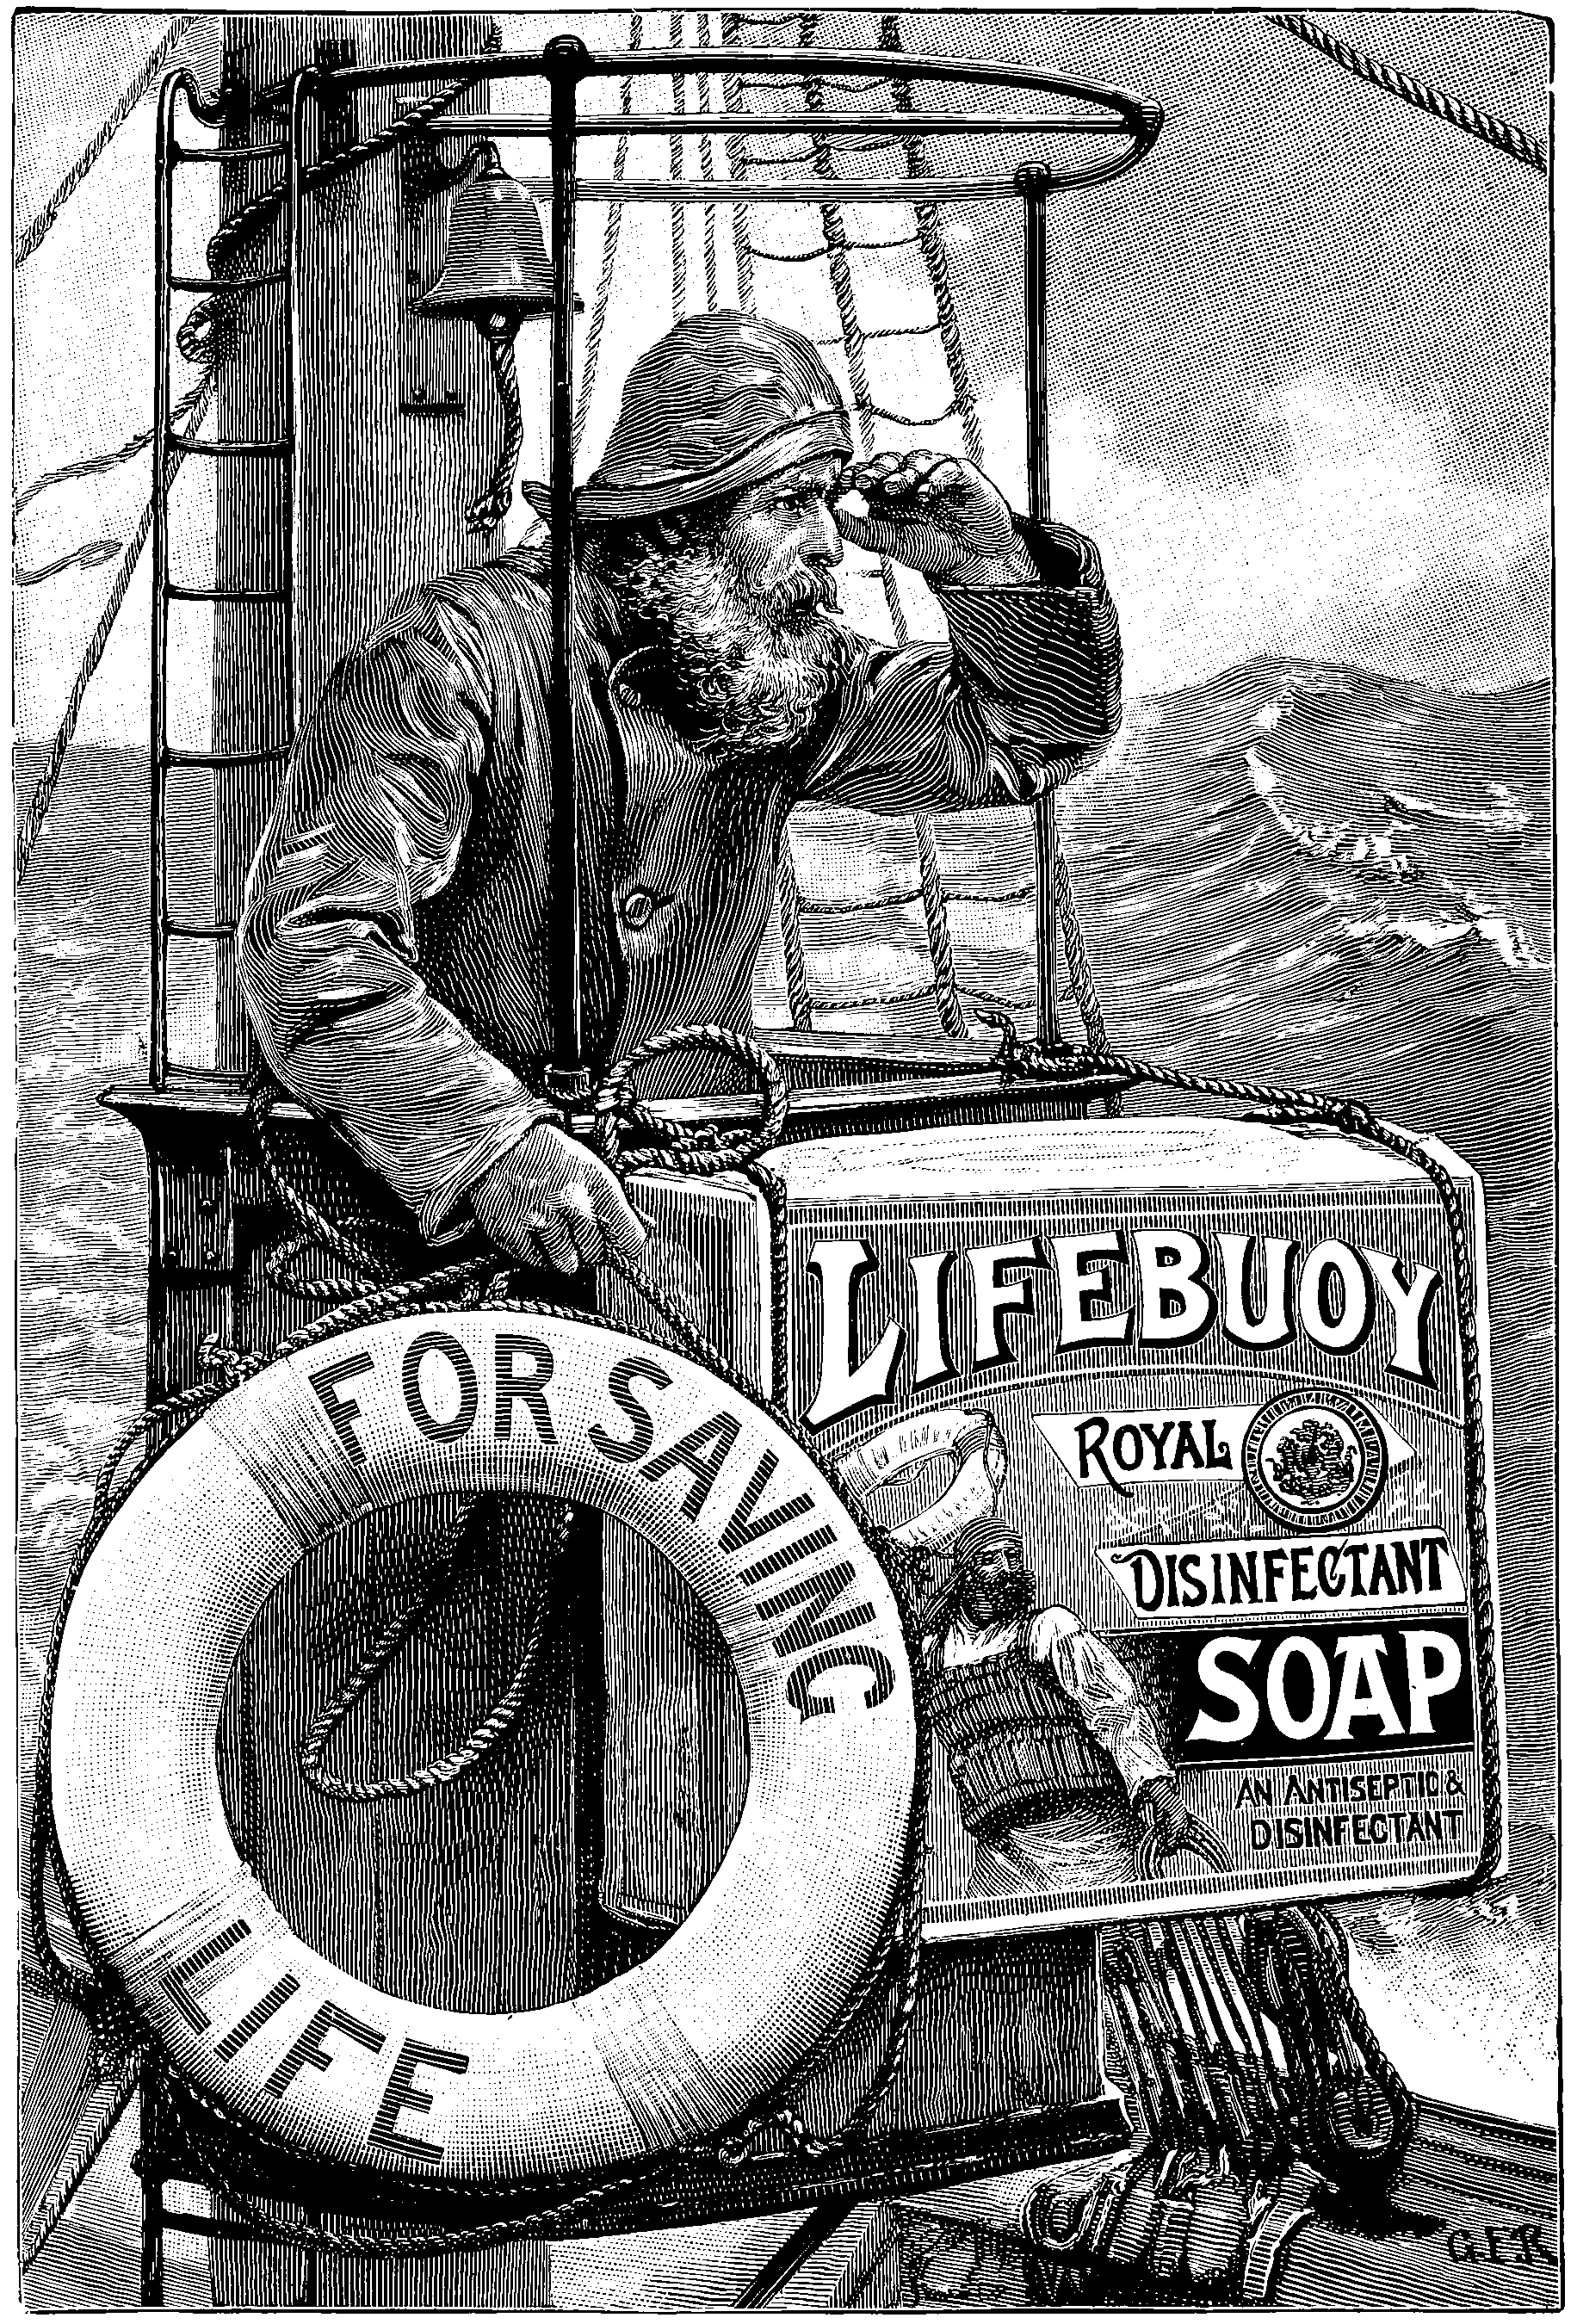 FOR SAVING
LIFE
LIFEBUOY
ROYAL
DISINFECTANT
SOAP
AN ANTISEPTIC &
DISINFECTANT
G.F.K